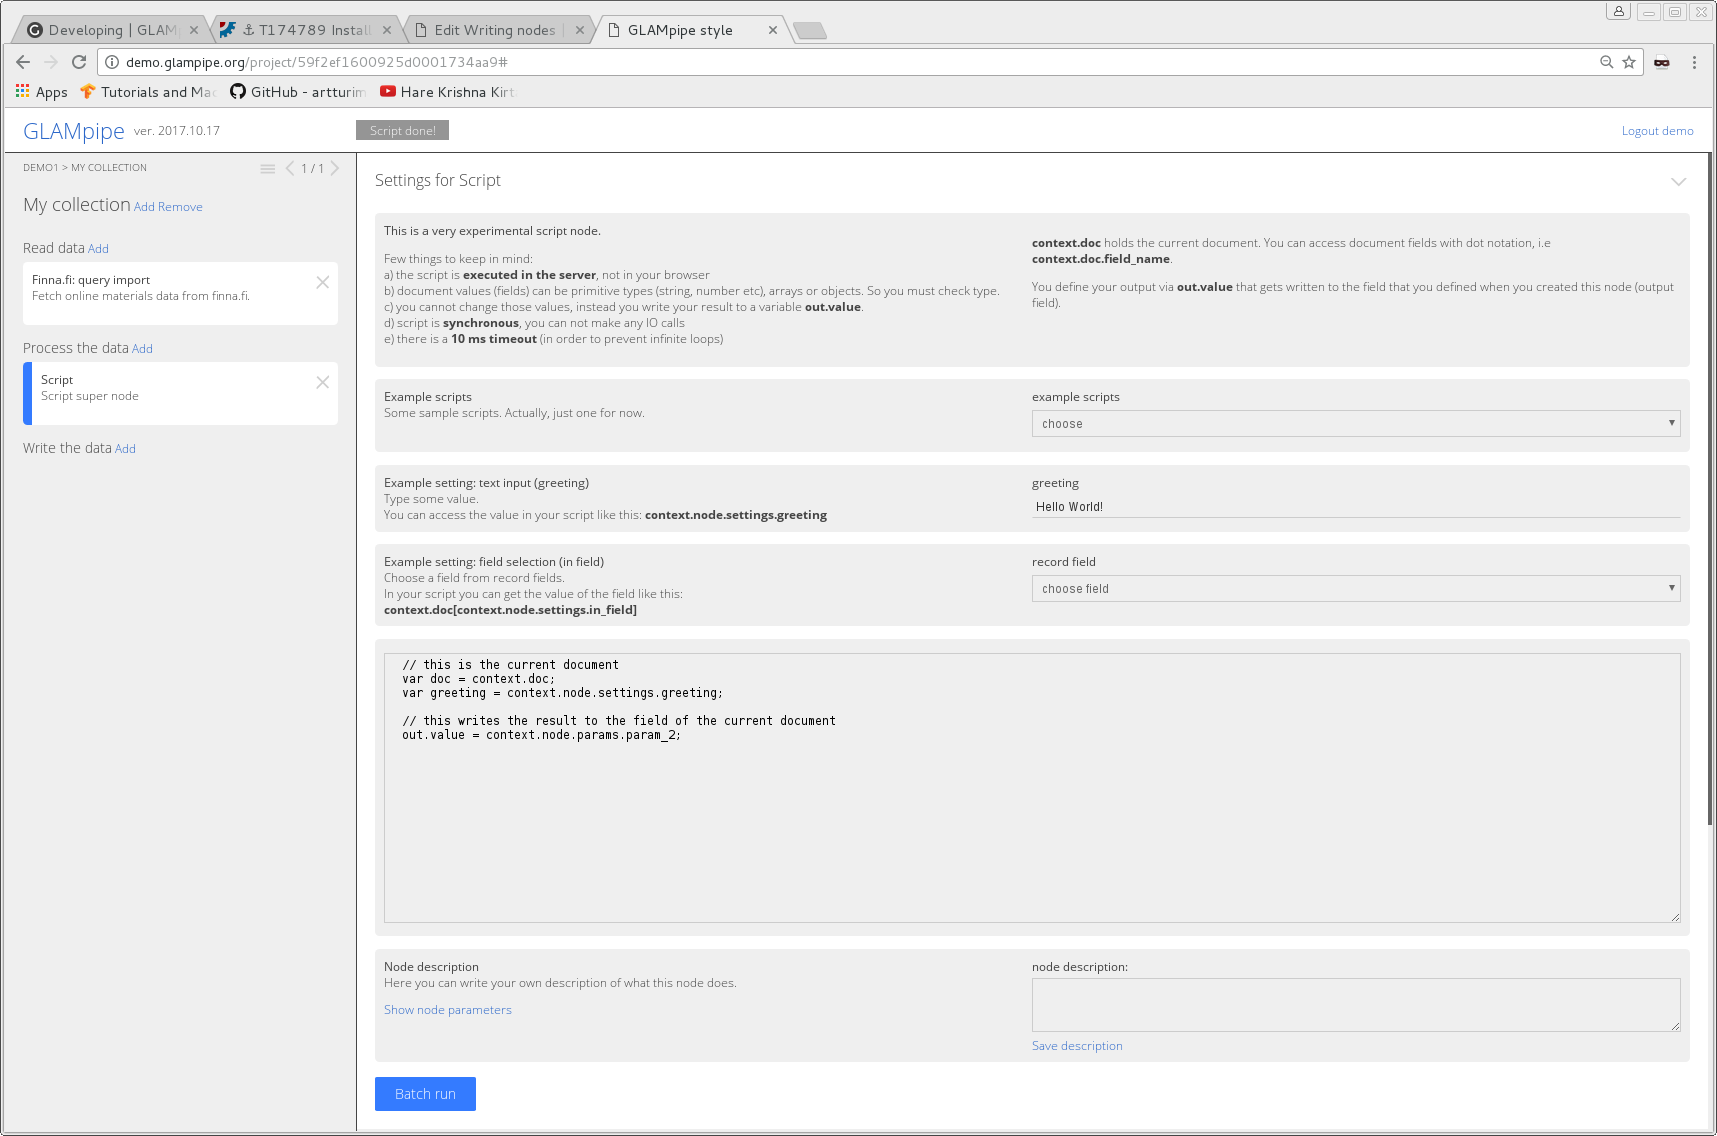 Developing | GLAM
T174789 Install
Edit Writing nodes |
GLAMpipe style
demo.glampipe.org/project/59f2ef1600925d0001734aa9#
Apps
Tutorials and Ma
GitHub - artturim
Hare Krishna Kirt
GLAMpipe ver. 2017.10.17
Script done!
Logout demo
DEMO1 > MY COLLECTION
1 / 1
My collection Add Remove
Read data Add
Finna.fi: query import
Fetch online materials data from finna.fi.
Process the data Add
Script
Script super node
Write the data Add
Settings for Script
This is a very experimental script node.
Few things to keep in mind:
a) the script is executed in the server, not in your browser
b) document values (fields) can be primitive types (string, number etc), arrays or objects. So you must check type.
c) you cannot change those values, instead you write your result to a variable out.value.
d) script is synchronous, you can not make any IO calls
e) there is a 10 ms timeout (in order to prevent infinite loops)
context.doc holds the current document. You can access document fields with dot notation, i.e
context.doc.field_name.
You define your output via out.value that gets written to the field that you defined when you created this node (output
field).
Example scripts
Some sample scripts. Actually, just one for now.
example scripts
choose
Example setting: text input (greeting)
Type some value.
You can access the value in your script like this: context.node.settings.greeting
greeting
Hello World!
Example setting: field selection (in field)
Choose a field from record fields.
In your script you can get the value of the field like this:
context.doc[context.node.settings.in_field]
record field
choose field
// this is the current document
var doc = context.doc;
var greeting = context.node.settings.greeting;
// this writes the result to the field of the current document
out.value = context.node.params.param_2;
Node description
Here you can write your own description of what this node does.
Show node parameters
node description:
Save description
Batch run